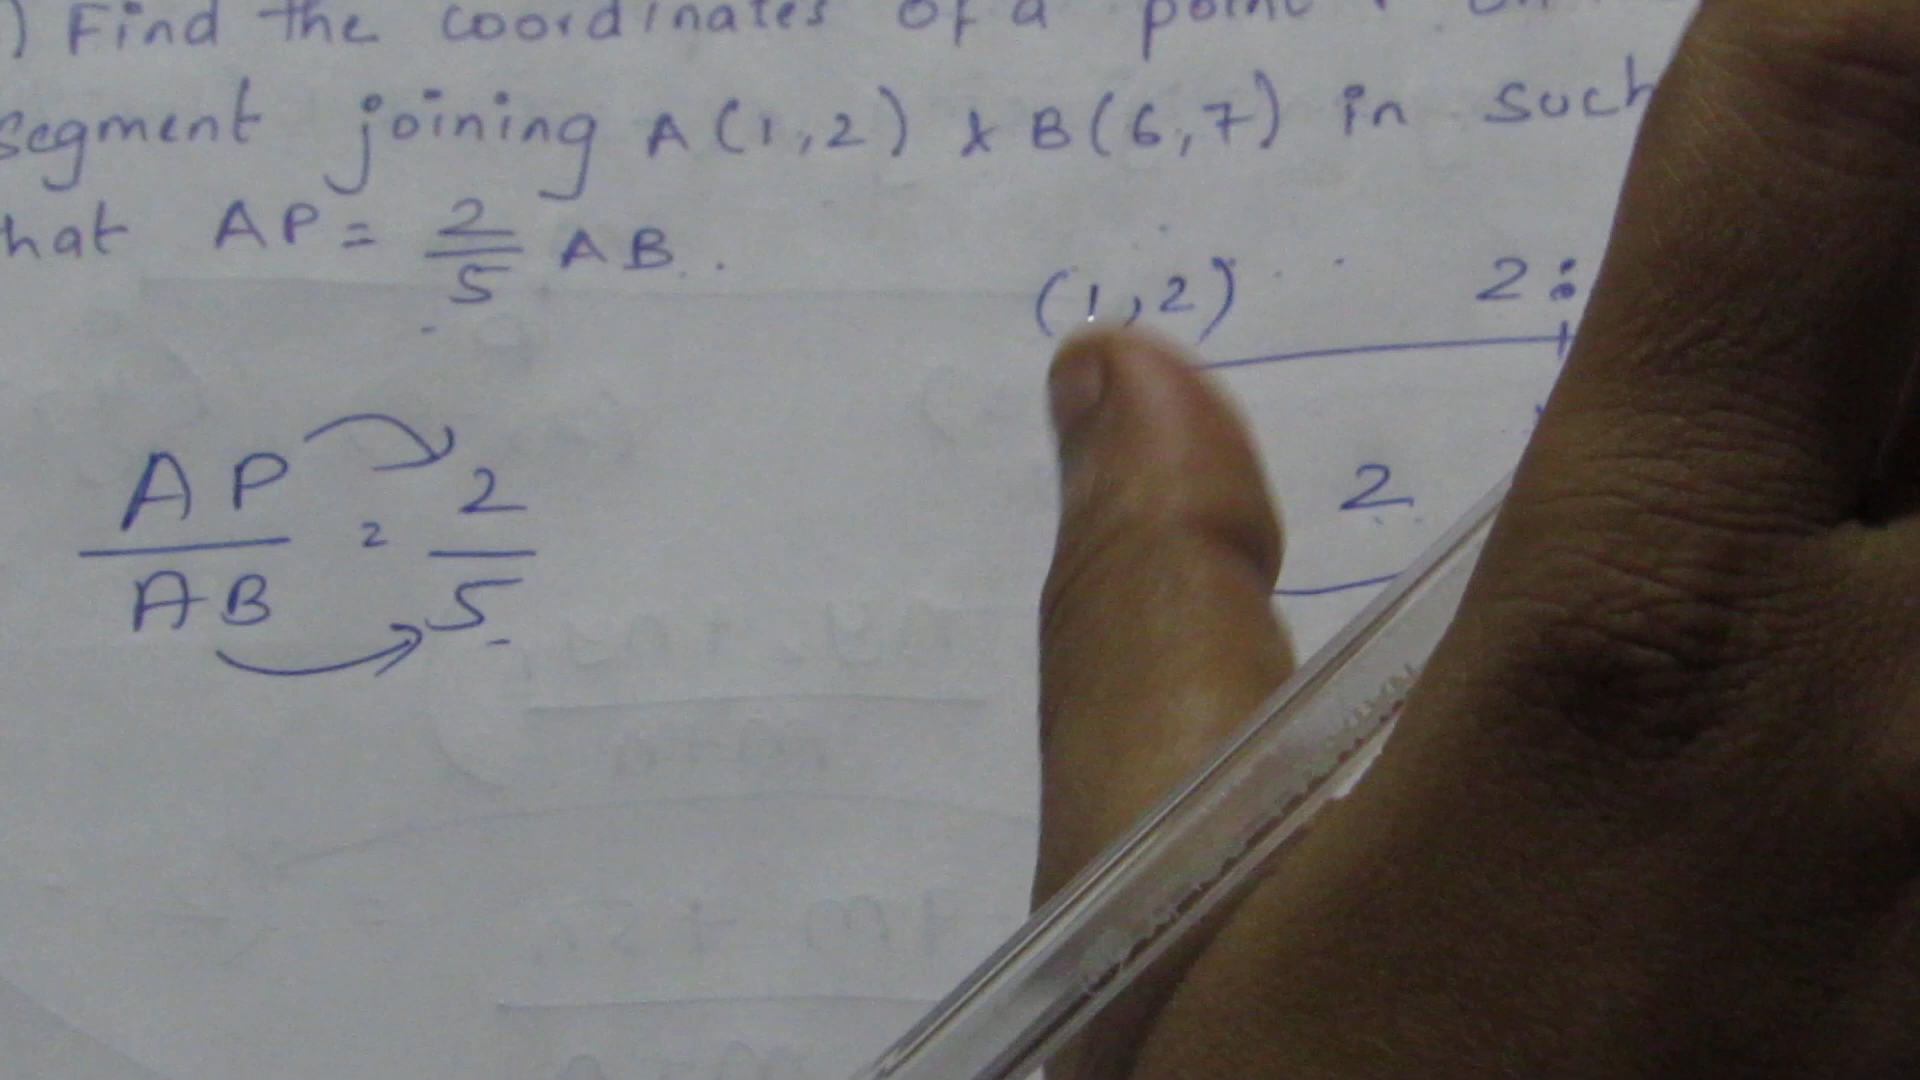 ) Find the coordinates of a point
segment joining A(1,2) & B(6,7) in such
hat AP = 2/5 AB.
(1,2) 2:
AP/AB = 2/5
2